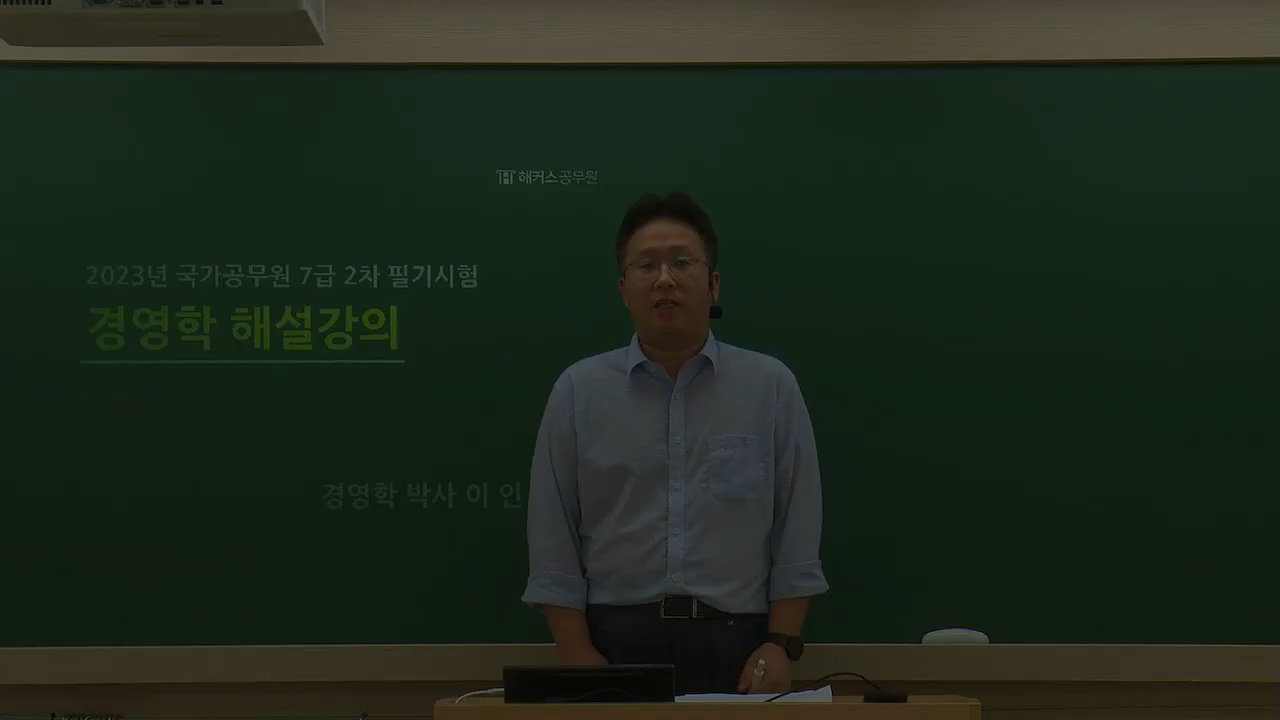 해커스공무원
2023년 국가공무원 7급 2차 필기시험
경영학 해설강의
경영학 박사 이 인